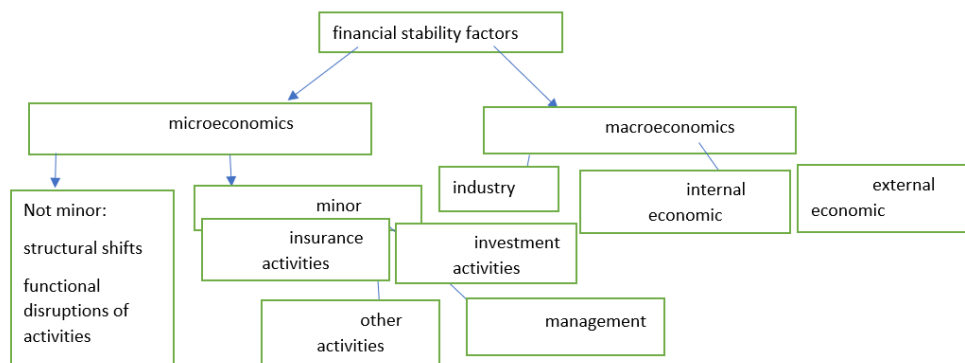 financial stability factors
microeconomics
macroeconomics
industry
internal
economic
external
economic
Not minor:
structural shifts
functional
disruptions of
activities
minor
insurance
activities
investment
activities
other
activities
management